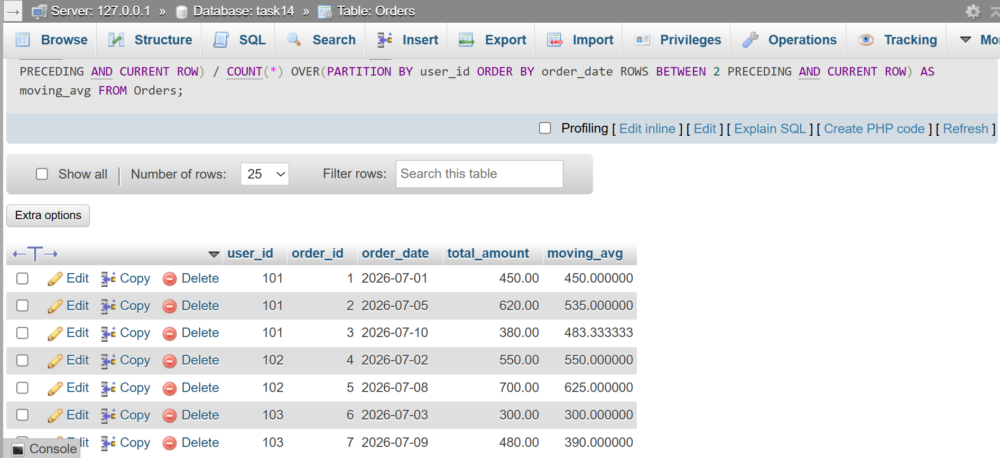 → Server: 127.0.0.1 » Database: task14 » Table: Orders
Browse Structure SQL Search Insert Export Import Privileges Operations Tracking
PRECEDING AND CURRENT ROW) / COUNT(*) OVER(PARTITION BY user_id ORDER BY order_date ROWS BETWEEN 2 PRECEDING AND CURRENT ROW) AS
moving_avg FROM Orders;
Profiling [ Edit inline ] [ Edit ] [ Explain SQL ] [ Create PHP code ] [ Refresh ]
Show all | Number of rows: 25 Filter rows: Search this table
Extra options
←T→ user_id order_id order_date total_amount moving_avg
Edit Copy Delete 101 1 2026-07-01 450.00 450.000000
Edit Copy Delete 101 2 2026-07-05 620.00 535.000000
Edit Copy Delete 101 3 2026-07-10 380.00 483.333333
Edit Copy Delete 102 4 2026-07-02 550.00 550.000000
Edit Copy Delete 102 5 2026-07-08 700.00 625.000000
Edit Copy Delete 103 6 2026-07-03 300.00 300.000000
Copy Delete 103 7 2026-07-09 480.00 390.000000
Console